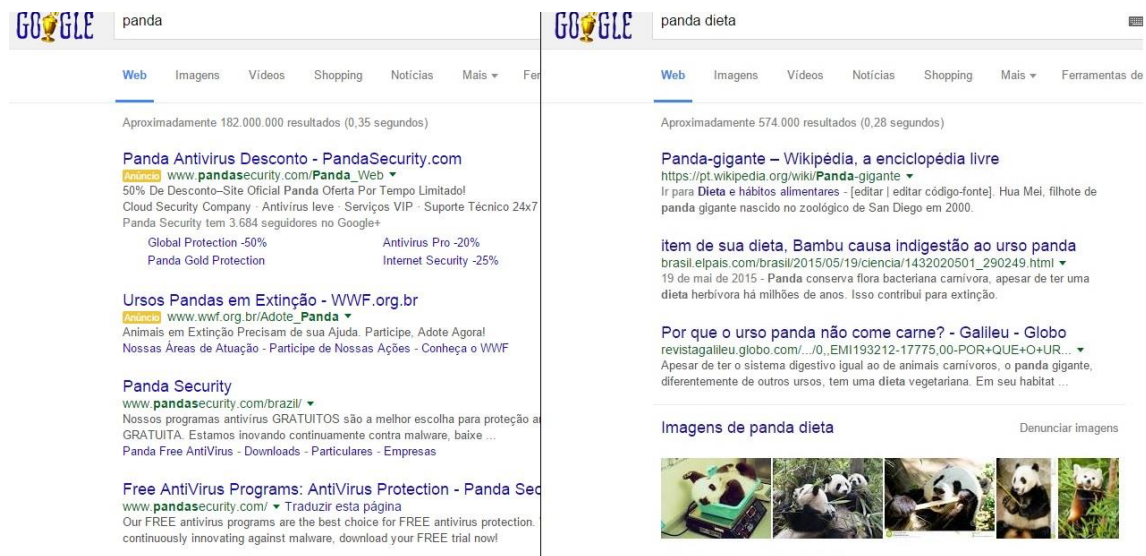 GOOGLE
panda
Web Imagens Vídeos Shopping Notícias Mais
Aproximadamente 182.000.000 resultados (0,35 segundos)
Panda Antivirus Desconto - PandaSecurity.com
Anúncio www.pandasecurity.com/Panda_Web
50% De Desconto–Site Oficial Panda Oferta Por Tempo Limitado!
Cloud Security Company · Antivírus leve · Serviços VIP · Suporte Técnico 24x7
Panda Security tem 3.684 seguidores no Google+
Global Protection -50% Antivirus Pro -20%
Panda Gold Protection Internet Security -25%
Ursos Pandas em Extinção - WWF.org.br
Anúncio www.wwf.org.br/Adote_Panda
Animais em Extinção Precisam de sua Ajuda. Participe, Adote Agora!
Nossas Áreas de Atuação - Participe de Nossas Ações - Conheça o WWF
Panda Security
www.pandasecurity.com/brazil/
Nossos programas antivírus GRATUITOS são a melhor escolha para proteção
GRATUITA. Estamos inovando continuamente contra malware, baixe ...
Panda Free AntiVirus - Downloads - Particulares - Empresas
Free AntiVirus Programs: AntiVirus Protection - Panda Sec
www.pandasecurity.com/ Traduzir esta página
Our FREE antivirus programs are the best choice for FREE antivirus protection.
continuously innovating against malware, download your FREE trial now!
GOOGLE
panda dieta
Web Imagens Vídeos Notícias Shopping Mais Ferramentas de
Aproximadamente 574.000 resultados (0,28 segundos)
Panda-gigante – Wikipédia, a enciclopédia livre
https://pt.wikipedia.org/wiki/Panda-gigante
Ir para Dieta e hábitos alimentares - [editar | editar código-fonte]. Hua Mei, filhote de
panda gigante nascido no zoológico de San Diego em 2000.
item de sua dieta, Bambu causa indigestão ao urso panda
brasil.elpais.com/brasil/2015/05/19/ciencia/1432020501_290249.html
19 de mai de 2015 - Panda conserva flora bacteriana carnívora, apesar de ter uma
dieta herbívora há milhões de anos. Isso contribui para extinção.
Por que o urso panda não come carne? - Galileu - Globo
revistagalileu.globo.com/.../0,,EMI193212-17775,00-POR+QUE+O+UR...
Apesar de ter o sistema digestivo igual ao de animais carnívoros, o panda gigante,
diferentemente de outros ursos, tem uma dieta vegetariana. Em seu habitat ...
Imagens de panda dieta Denunciar imagens